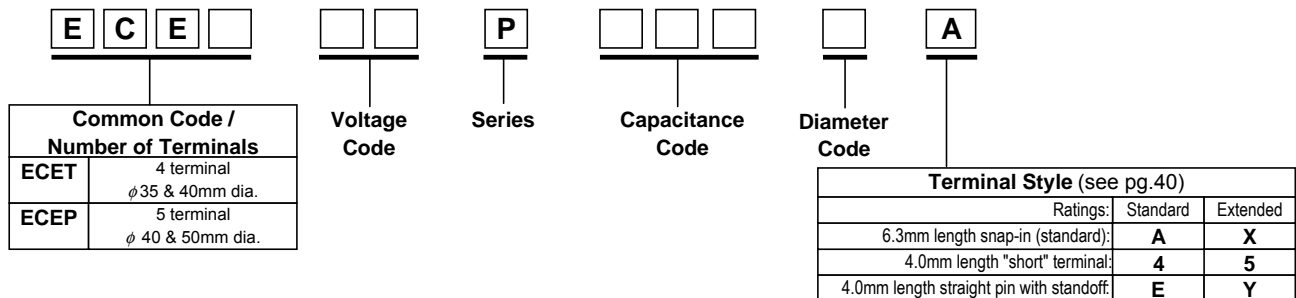 E C E P A
Common Code /
Number of Terminals
ECET 4 terminal
ϕ35 & 40mm dia.
ECEP 5 terminal
ϕ 40 & 50mm dia.
Voltage
Code
Series
Capacitance
Code
Diameter
Code
Terminal Style (see pg.40)
Ratings: Standard Extended
6.3mm length snap-in (standard): A X
4.0mm length "short" terminal: 4 5
4.0mm length straight pin with standoff: E Y